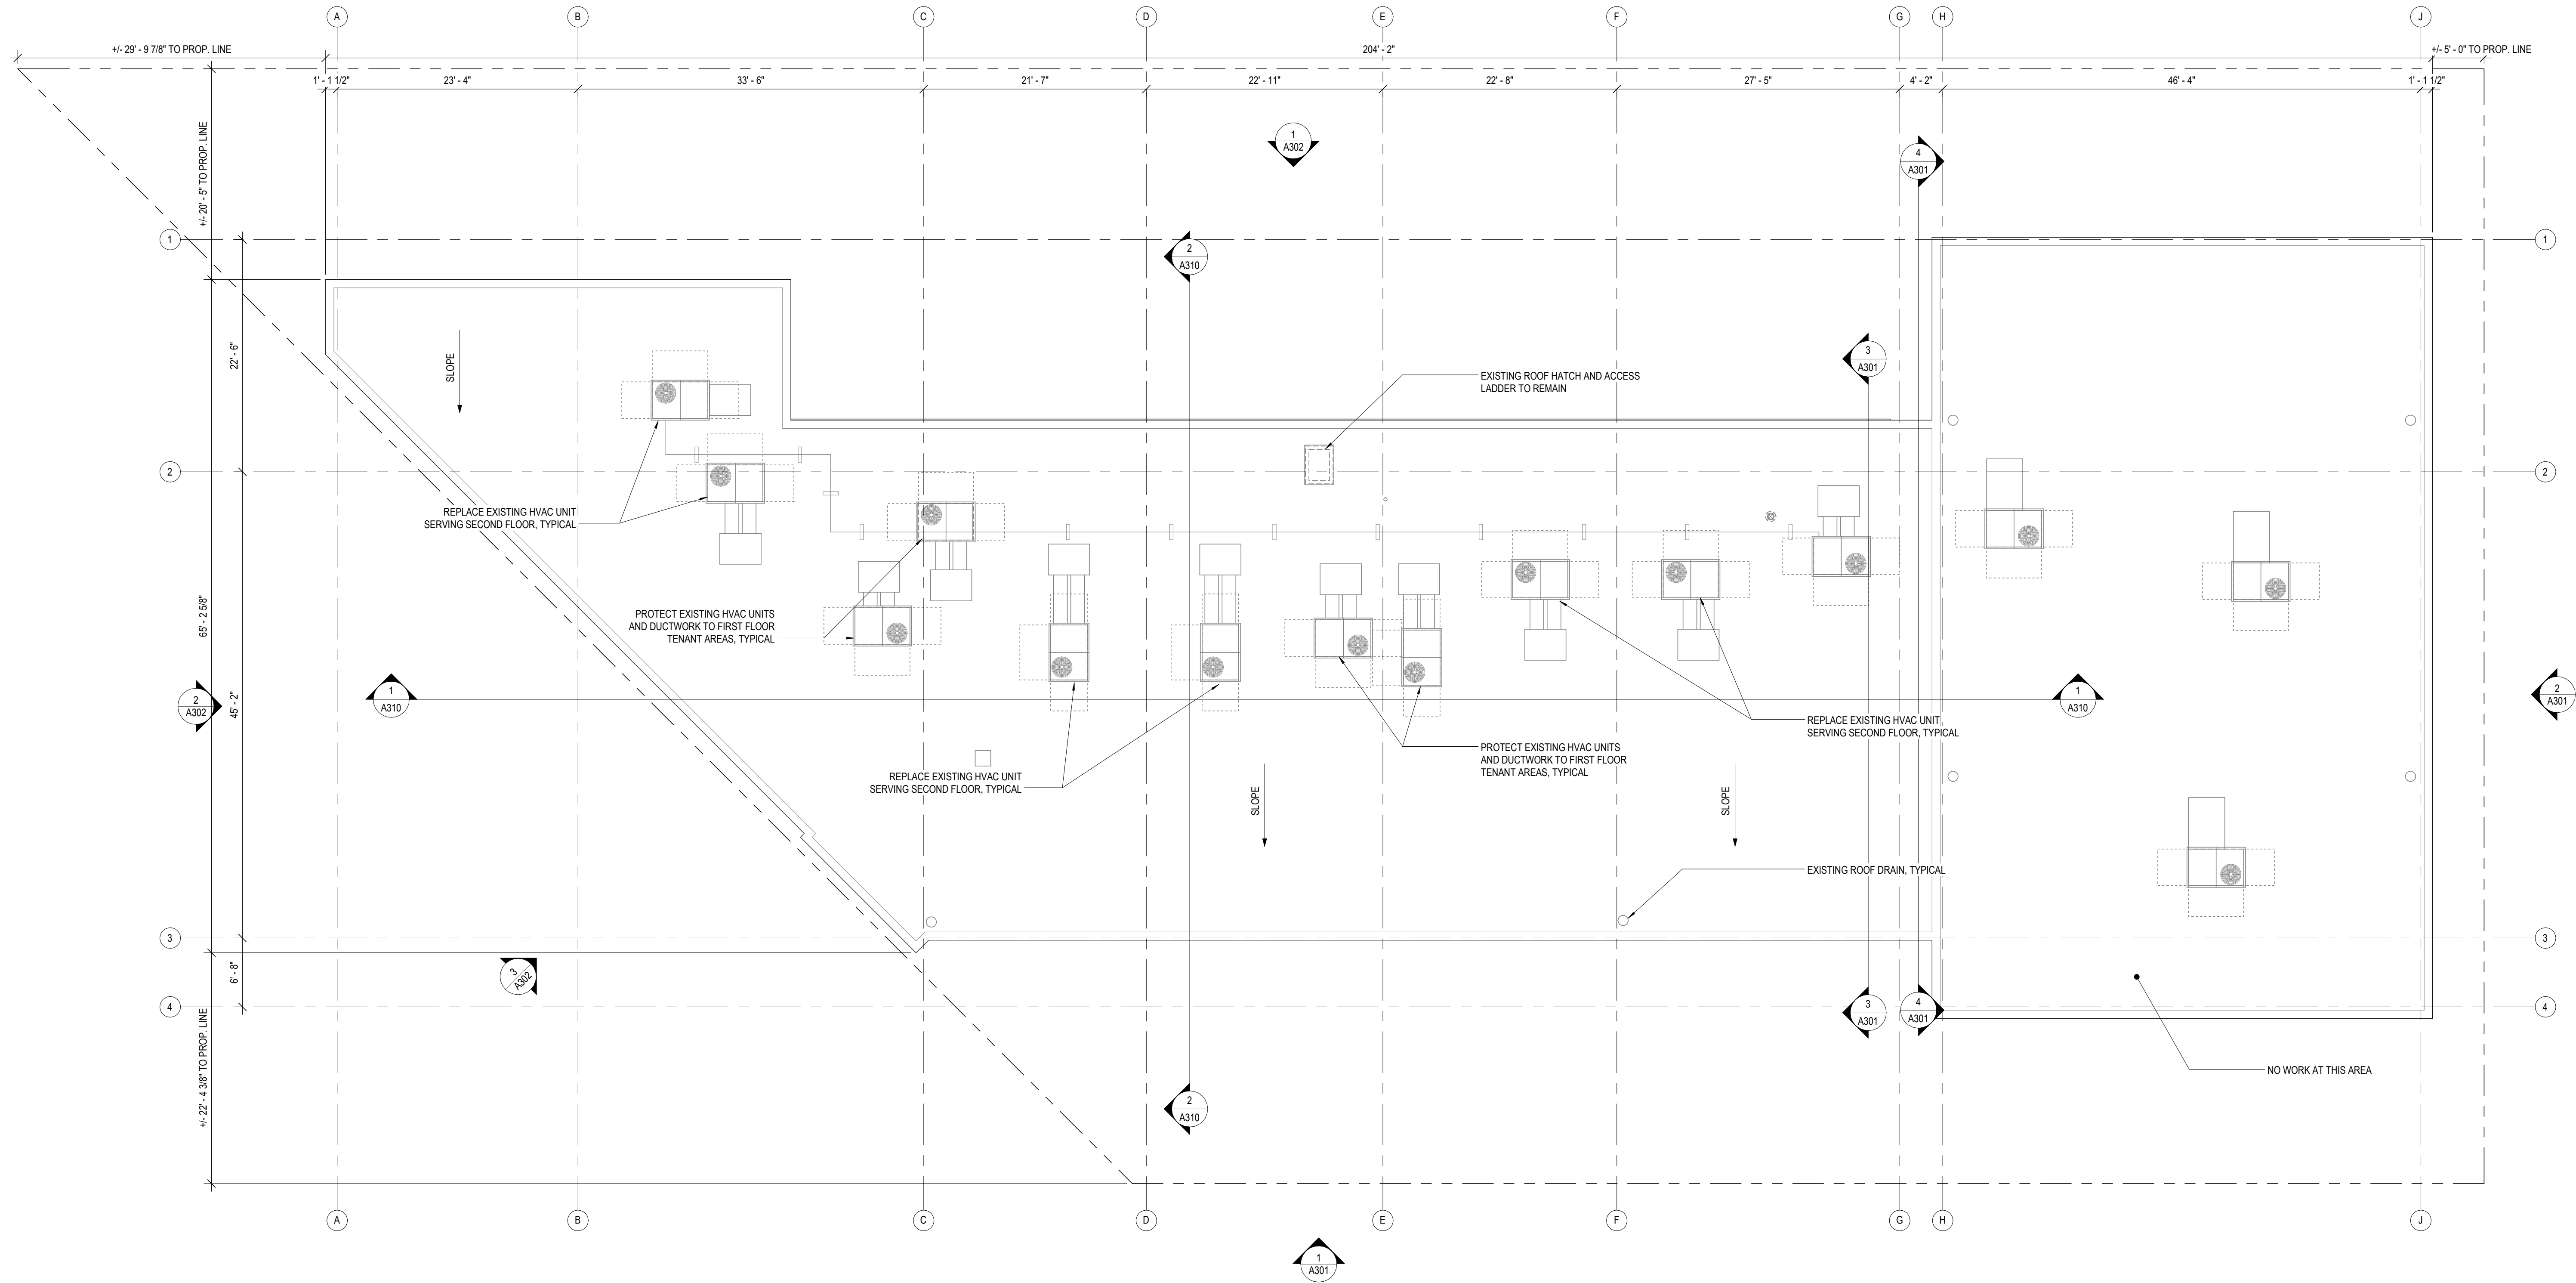 A
B
C
D
E
F
G
H
J
+/- 29' - 9 7/8" TO PROP. LINE
204' - 2"
+/- 5' - 0" TO PROP. LINE
1' - 1 1/2"
23' - 4"
33' - 6"
21' - 7"
22' - 11"
22' - 8"
27' - 5"
4' - 2"
46' - 4"
1' - 1 1/2"
+/- 20' - 5" TO PROP. LINE
1
A302
4
A301
1
1
2
A310
22' - 6"
SLOPE
3
A301
EXISTING ROOF HATCH AND ACCESS
LADDER TO REMAIN
2
2
REPLACE EXISTING HVAC UNIT
SERVING SECOND FLOOR, TYPICAL
65' - 2 5/8"
PROTECT EXISTING HVAC UNITS
AND DUCTWORK TO FIRST FLOOR
TENANT AREAS, TYPICAL
2
A302
45' - 2"
1
A310
1
A310
2
A301
REPLACE EXISTING HVAC UNIT
SERVING SECOND FLOOR, TYPICAL
PROTECT EXISTING HVAC UNITS
AND DUCTWORK TO FIRST FLOOR
TENANT AREAS, TYPICAL
REPLACE EXISTING HVAC UNIT
SERVING SECOND FLOOR, TYPICAL
SLOPE
SLOPE
EXISTING ROOF DRAIN, TYPICAL
3
3
6' - 8"
3
A302
4
4
3
A301
4
A301
+/- 22' - 4 3/8" TO PROP. LINE
NO WORK AT THIS AREA
2
A310
A
B
C
D
E
F
G
H
J
1
A301